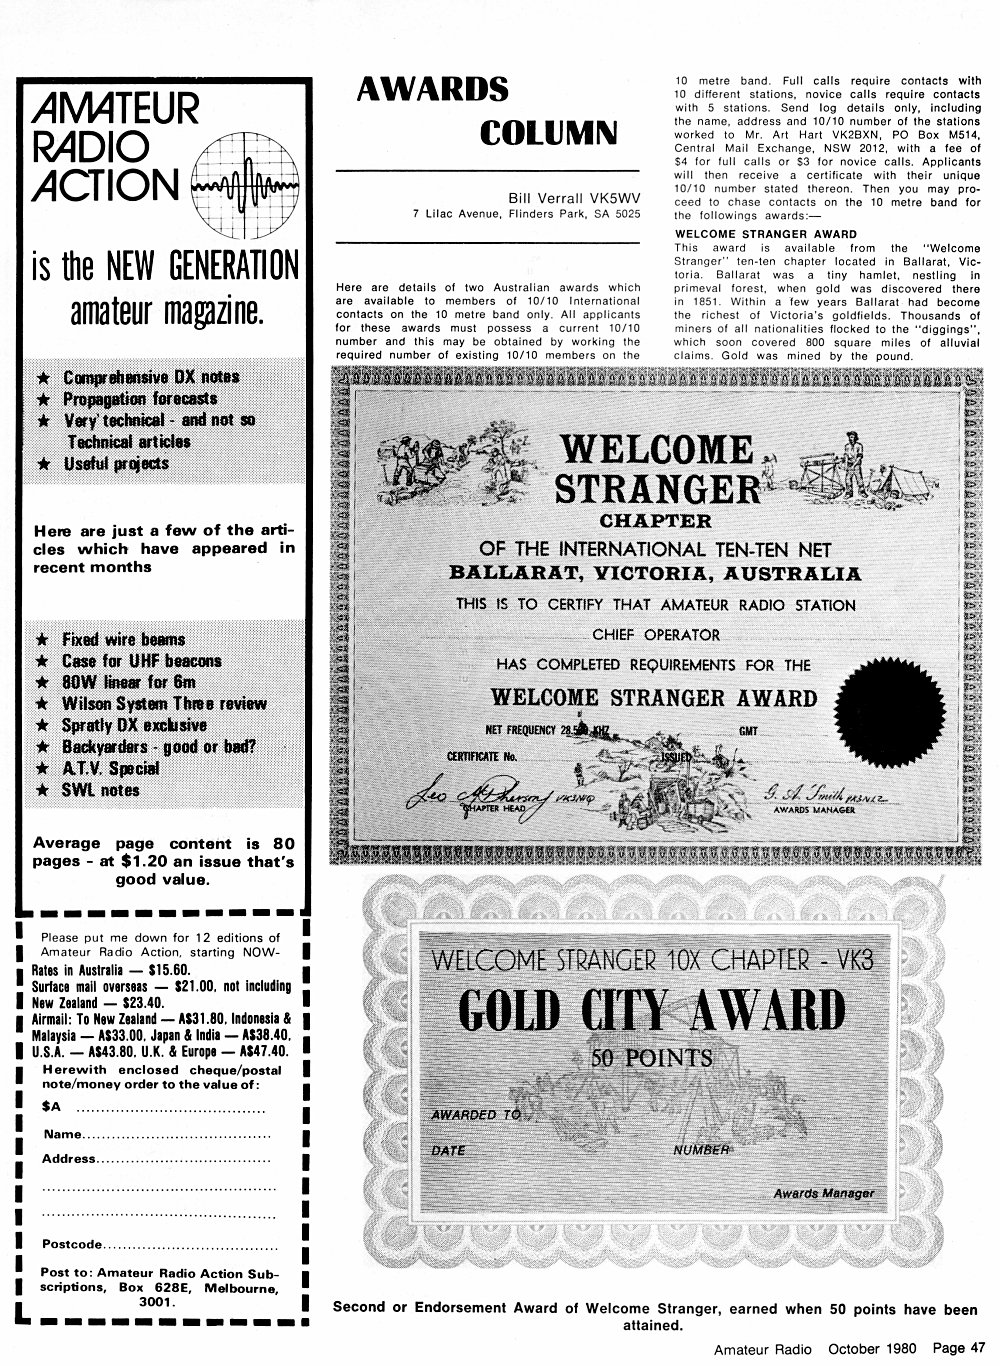 AMATEUR
RADIO
ACTION
is the NEW GENERATION
amateur magazine.
★ Comprehensive DX notes
★ Propagation forecasts
★ Very technical - and not so
Technical articles
★ Useful projects
Here are just a few of the arti-
cles which have appeared in
recent months
★ Fixed wire beams
★ Case for UHF beacons
★ 80W linear for 6m
★ Wilson System Three review
★ Spratly DX exclusive
★ Backyarders - good or bad?
★ A.T.V. Special
★ SWL notes
Average page content is 80
pages - at $1.20 an issue that's
good value.
Please put me down for 12 editions of
Amateur Radio Action, starting NOW-
Rates in Australia — $15.60.
Surface mail overseas — $21.00, not including
New Zealand — $23.40.
Airmail: To New Zealand — A$31.80, Indonesia &
Malaysia — A$33.00, Japan & India — A$38.40,
U.S.A. — A$43.80, U.K. & Europe — A$47.40.
Herewith enclosed cheque/postal
note/money order to the value of:
$A ..........................................
Name..........................................
Address..........................................
Postcode..........................................
Post to: Amateur Radio Action Sub-
scriptions, Box 628E, Melbourne,
3001.
AWARDS
COLUMN
Bill Verrall VK5WV
7 Lilac Avenue, Flinders Park, SA 5025
Here are details of two Australian awards which
are available to members of 10/10 International
contacts on the 10 metre band only. All applicants
for these awards must possess a current 10/10
number and this may be obtained by working the
required number of existing 10/10 members on the
10 metre band. Full calls require contacts with
10 different stations, novice calls require contacts
with 5 stations. Send log details only, including
the name, address and 10/10 number of the stations
worked to Mr. Art Hart VK2BXN, PO Box M514,
Central Mail Exchange, NSW 2012, with a fee of
$4 for full calls or $3 for novice calls. Applicants
will then receive a certificate with their unique
10/10 number stated thereon. Then you may pro-
ceed to chase contacts on the 10 metre band for
the followings awards:—
WELCOME STRANGER AWARD
This award is available from the "Welcome
Stranger" ten-ten chapter located in Ballarat, Vic-
toria. Ballarat was a tiny hamlet, nestling in
primeval forest, when gold was discovered there
in 1851. Within a few years Ballarat had become
the richest of Victoria's goldfields. Thousands of
miners of all nationalities flocked to the "diggings",
which soon covered 800 square miles of alluvial
claims. Gold was mined by the pound.
WELCOME
STRANGER
CHAPTER
OF THE INTERNATIONAL TEN-TEN NET
BALLARAT, VICTORIA, AUSTRALIA
THIS IS TO CERTIFY THAT AMATEUR RADIO STATION
CHIEF OPERATOR
HAS COMPLETED REQUIREMENTS FOR THE
WELCOME STRANGER AWARD
NET FREQUENCY KHZ GMT
CERTIFICATE No. ISSUED
Leo McPherson
G. A. Smith
CHAPTER HEAD
AWARDS MANAGER
WELCOME STRANGER 10X CHAPTER - VK3
GOLD CITY AWARD
50 POINTS
AWARDED TO
DATE NUMBER
Awards Manager
Second or Endorsement Award of Welcome Stranger, earned when 50 points have been
attained.
Amateur Radio October 1980 Page 47